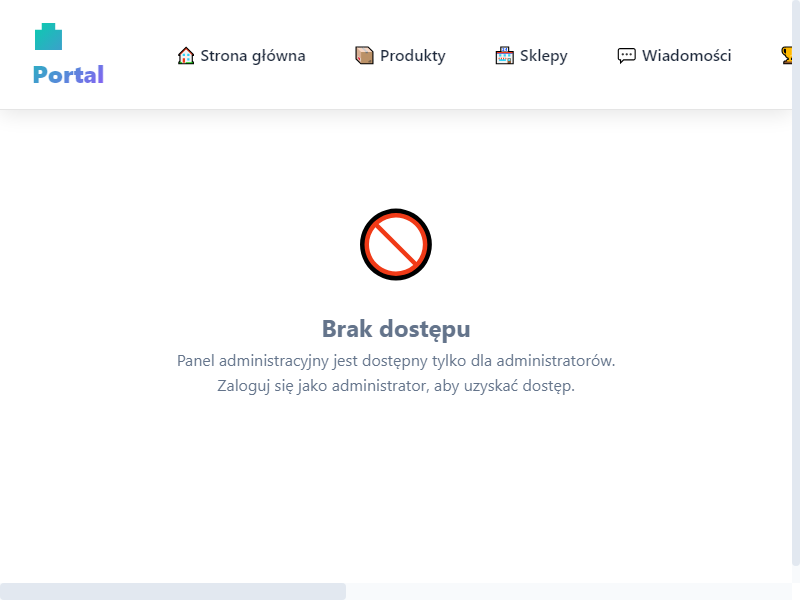 Portal
Strona główna
Produkty
Sklepy
Wiadomości
Brak dostępu
Panel administracyjny jest dostępny tylko dla administratorów.
Zaloguj się jako administrator, aby uzyskać dostęp.